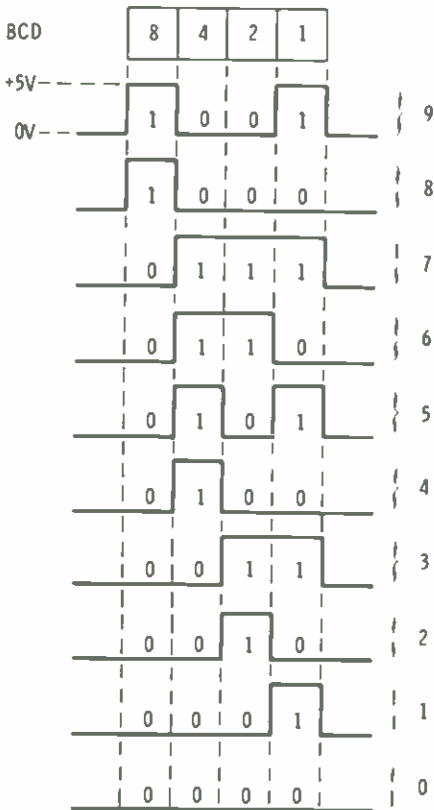 BCD 8 4 2 1
+5V
0V 1 0 0 1 9
1 0 0 0 8
0 1 1 1 7
0 1 1 0 6
0 1 0 1 5
0 1 0 0 4
0 0 1 1 3
0 0 1 0 2
0 0 0 1 1
0 0 0 0 0